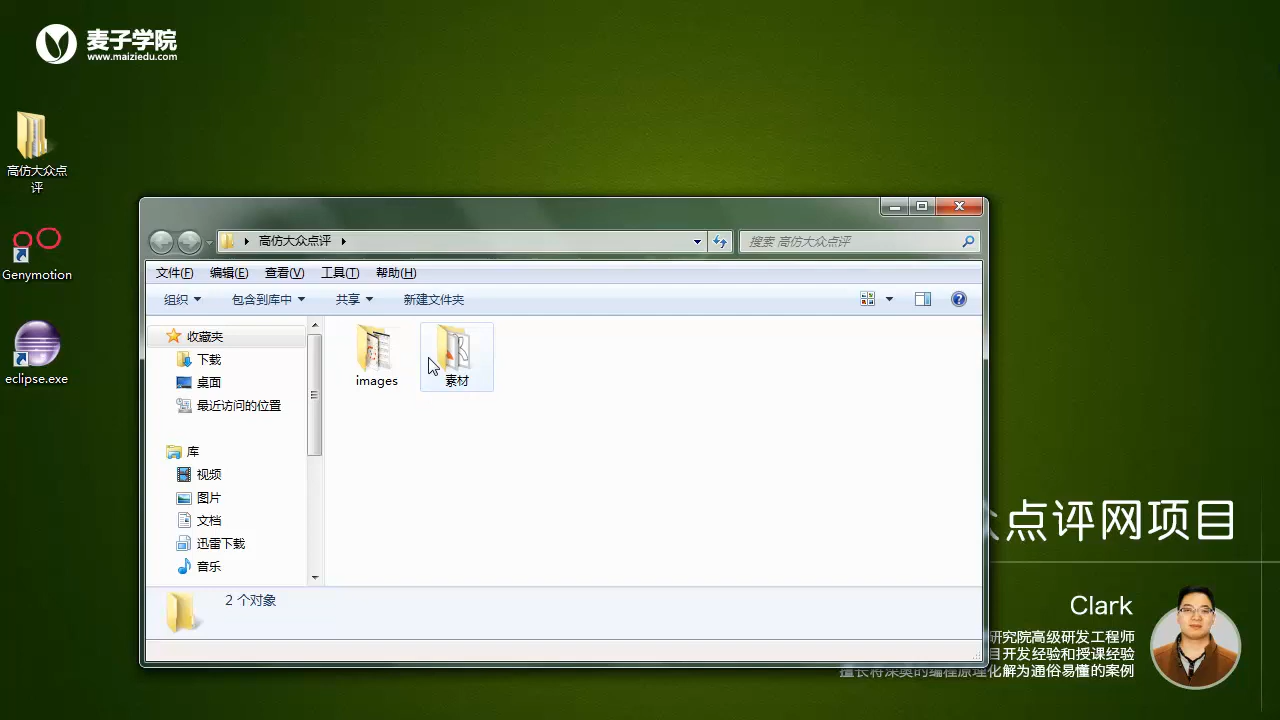 麦子学院
www.maiziedu.com
高仿大众点
评
Genymotion
eclipse.exe
高仿大众点评
搜索 高仿大众点评
文件(F) 编辑(E) 查看(V) 工具(T) 帮助(H)
组织 包含到库中 共享 新建文件夹
收藏夹
下载
桌面
最近访问的位置
库
视频
图片
文档
迅雷下载
音乐
images
素材
2 个对象
点评网项目
Clark
研究院高级研发工程师
目开发经验和授课经验
擅长将深奥的编程原理化解为通俗易懂的案例